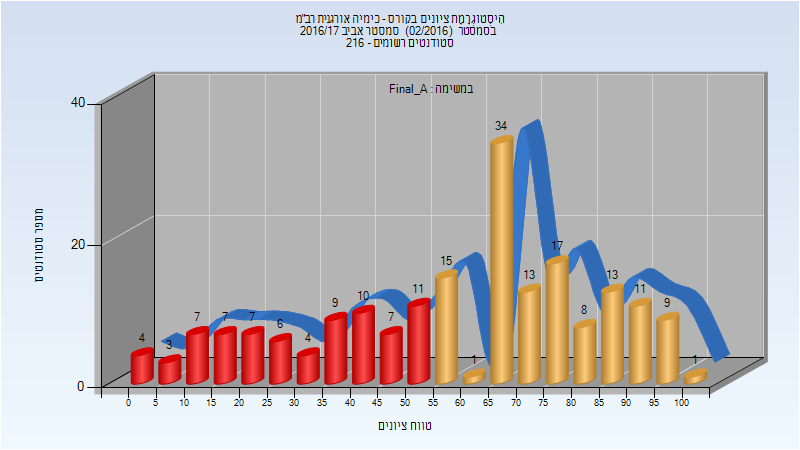 היסטוגרמת ציונים בקורס - כימיה אורגנית רב"מ
בסמסטר (02/2016) סמסטר אביב 2016/17
סטודנטים רשומים - 216
במשימה : Final_A
מספר סטודנטים
40
20
0
4 3 7 7 7 6 4 9 10 7 11 15 1 34 13 17 8 13 11 9 1
0 5 10 15 20 25 30 35 40 45 50 55 60 65 70 75 80 85 90 95 100
טווח ציונים